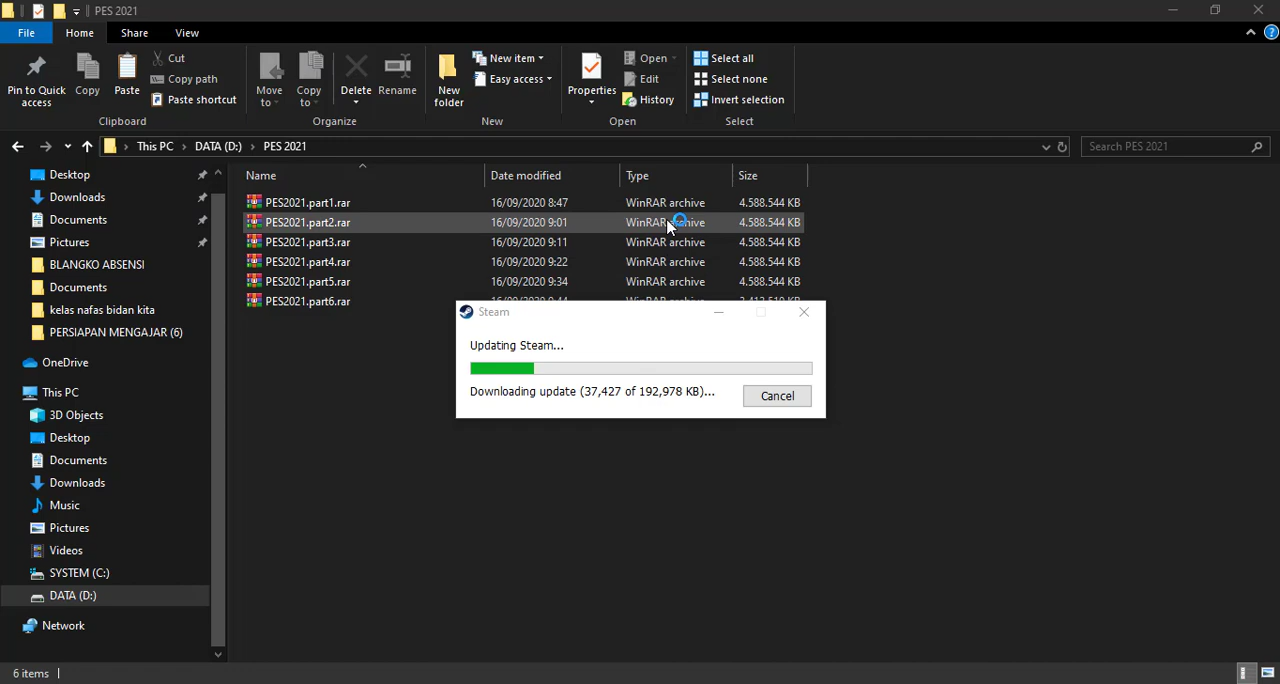 PES 2021
File Home Share View
Pin to Quick access
Copy
Paste
Cut
Copy path
Paste shortcut
Clipboard
Move to
Copy to
Delete
Rename
Organize
New folder
New item
Easy access
New
Properties
Open
Edit
History
Open
Select all
Select none
Invert selection
Select
This PC DATA (D:) PES 2021
Search PES 2021
Desktop
Downloads
Documents
Pictures
BLANGKO ABSENSI
Documents
kelas nafas bidan kita
PERSIAPAN MENGAJAR (6)
OneDrive
This PC
3D Objects
Desktop
Documents
Downloads
Music
Pictures
Videos
SYSTEM (C:)
DATA (D:)
Network
Name Date modified Type Size
PES2021.part1.rar 16/09/2020 8:47 WinRAR archive 4.588.544 KB
PES2021.part2.rar 16/09/2020 9:01 WinRAR archive 4.588.544 KB
PES2021.part3.rar 16/09/2020 9:11 WinRAR archive 4.588.544 KB
PES2021.part4.rar 16/09/2020 9:22 WinRAR archive 4.588.544 KB
PES2021.part5.rar 16/09/2020 9:34 WinRAR archive 4.588.544 KB
PES2021.part6.rar
Steam
Updating Steam...
Downloading update (37,427 of 192,978 KB)...
Cancel
6 items